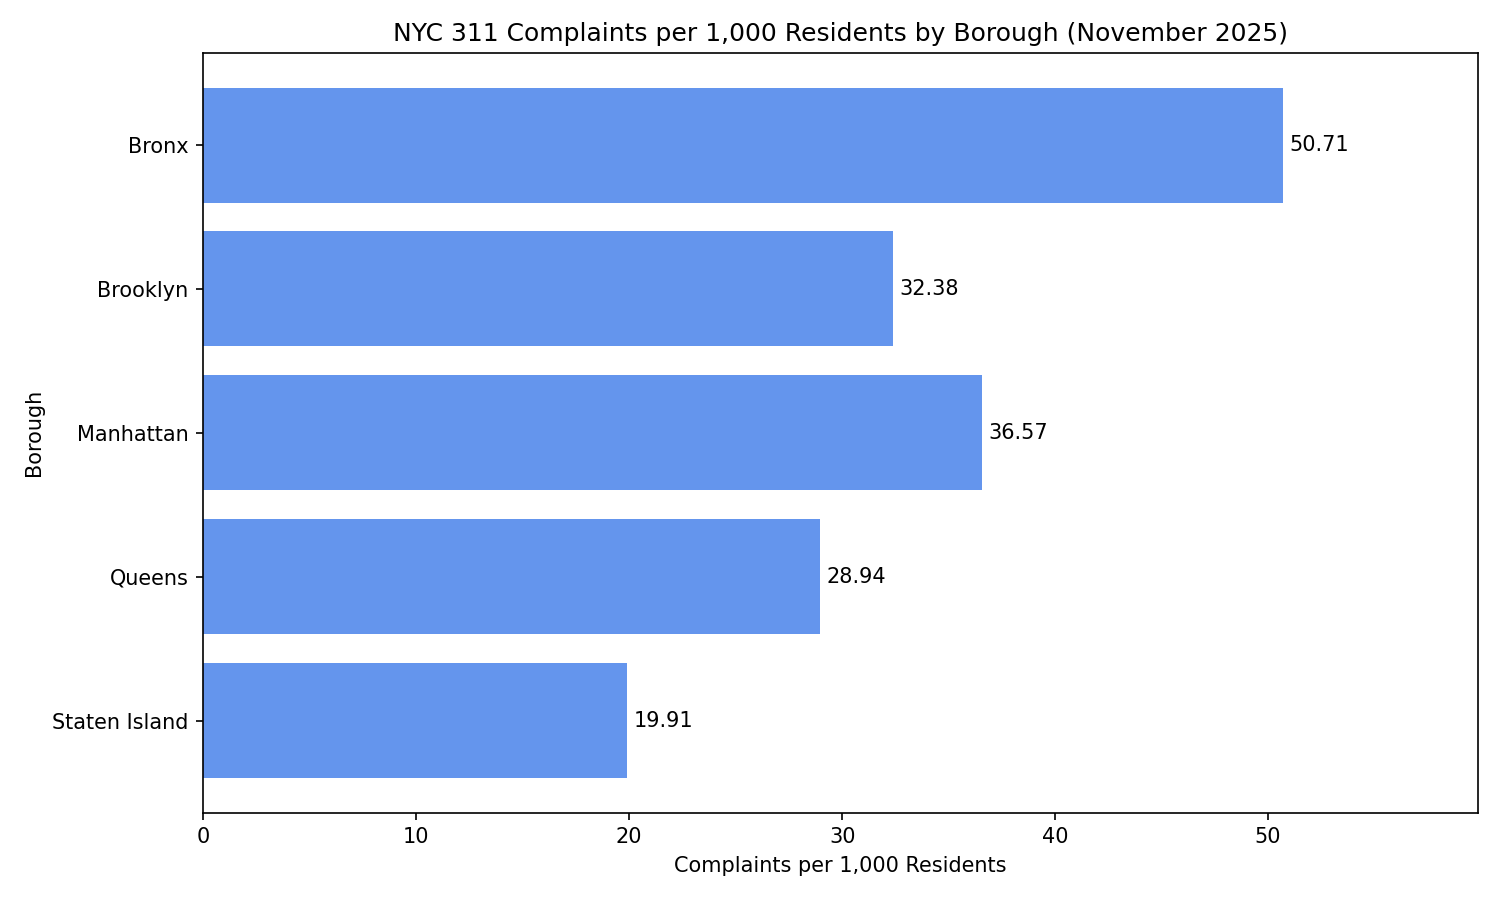 NYC 311 Complaints per 1,000 Residents by Borough (November 2025)
Borough
Bronx
50.71
Brooklyn
32.38
Manhattan
36.57
Queens
28.94
Staten Island
19.91
0 10 20 30 40 50
Complaints per 1,000 Residents